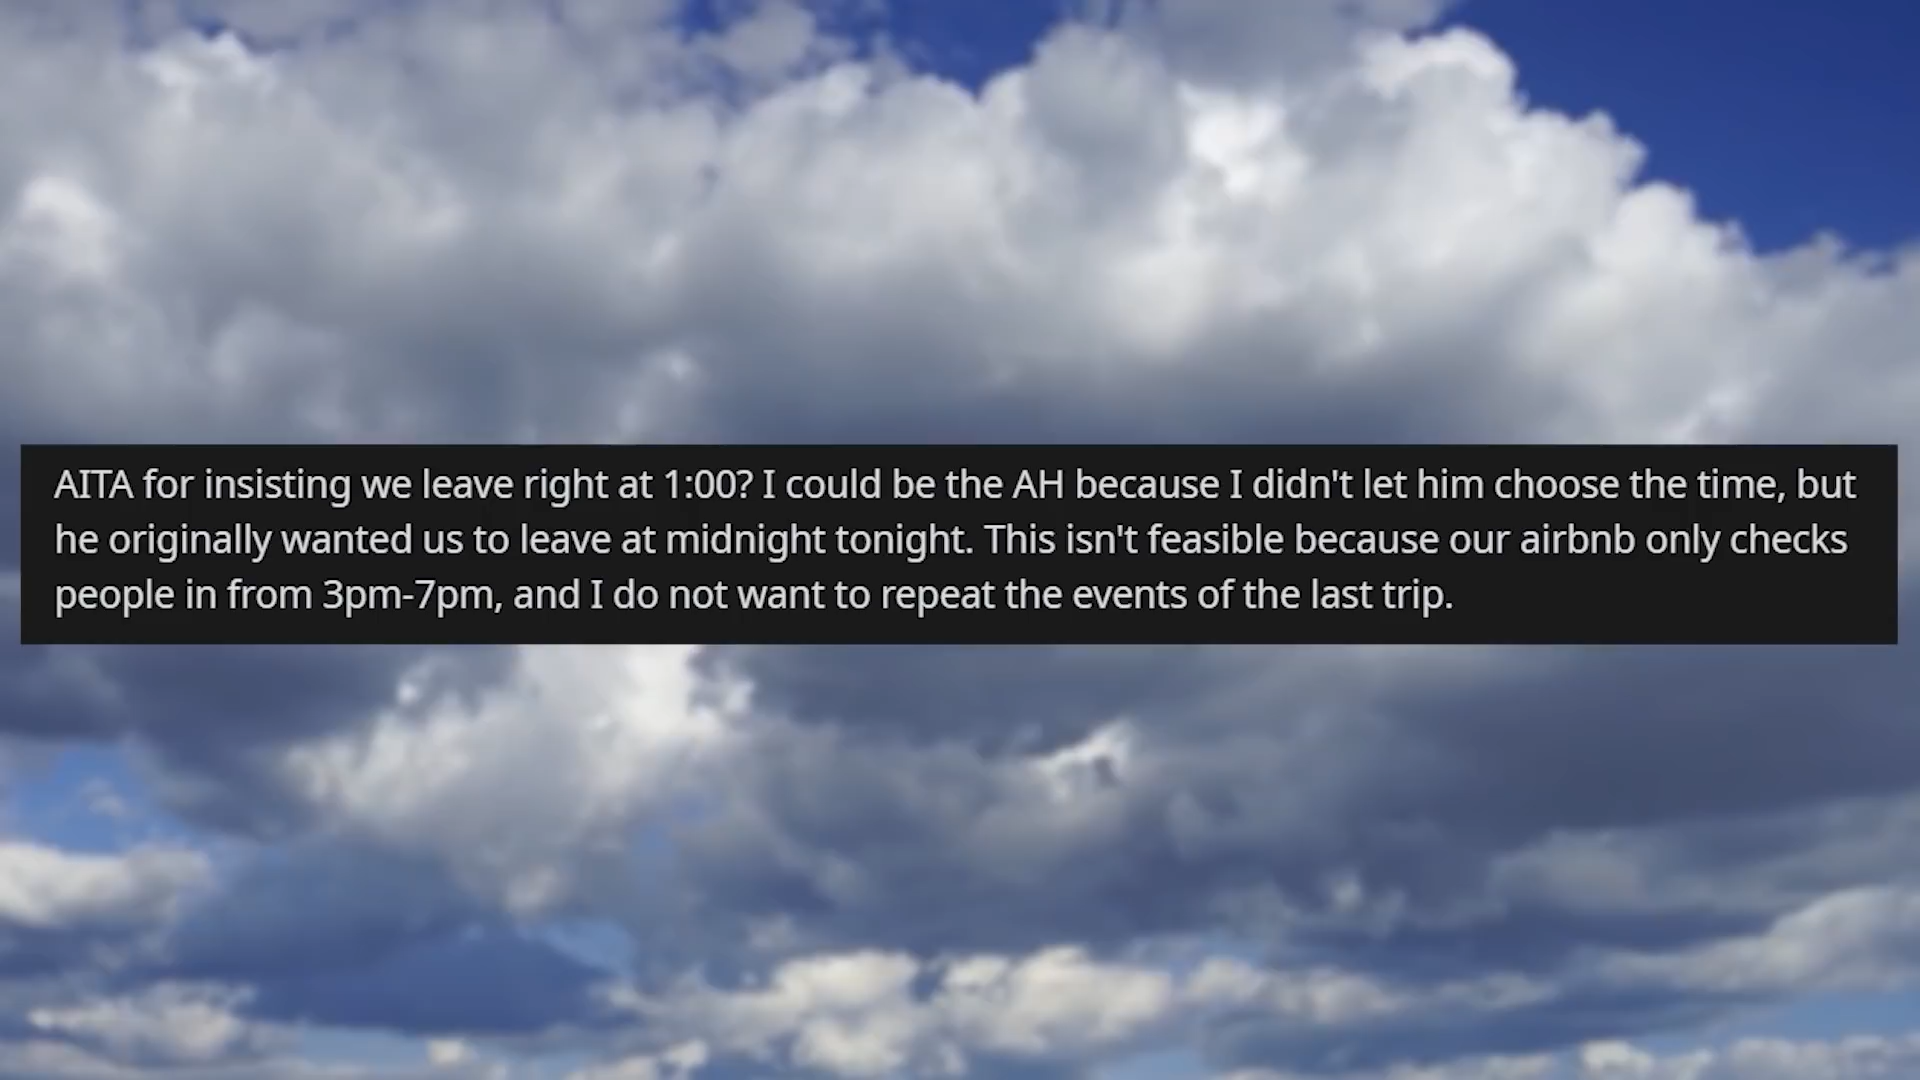 AITA for insisting we leave right at 1:00? I could be the AH because I didn't let him choose the time, but
he originally wanted us to leave at midnight tonight. This isn't feasible because our airbnb only checks
people in from 3pm-7pm, and I do not want to repeat the events of the last trip.